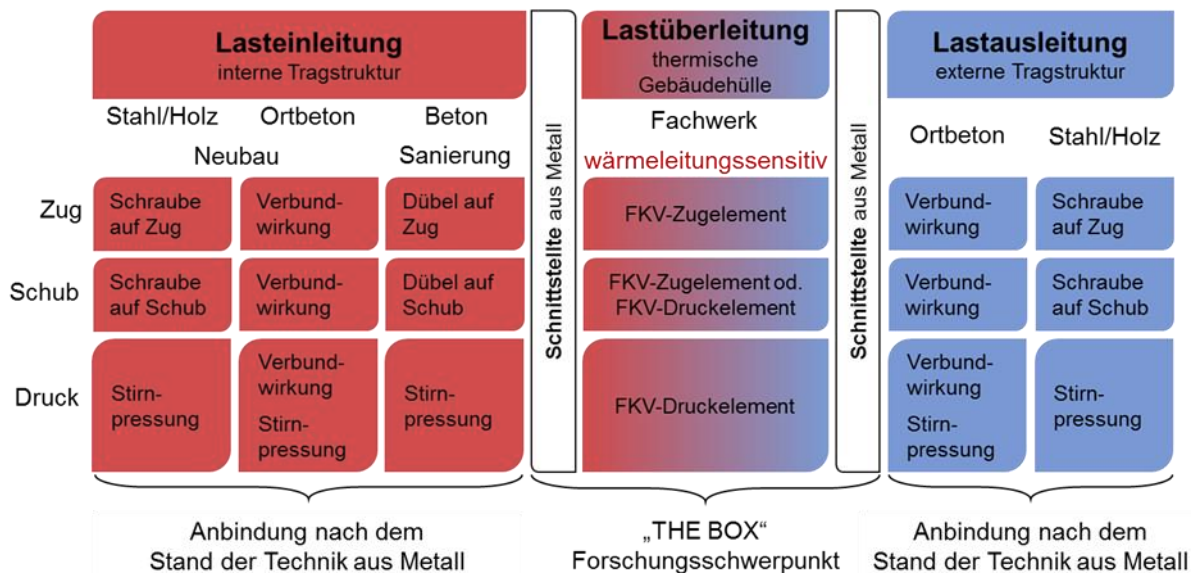 Lasteinleitung
interne Tragstruktur
Lastüberleitung
thermische
Gebäudehülle
Lastausleitung
externe Tragstruktur
Stahl/Holz
Ortbeton
Beton
Neubau
Sanierung
Fachwerk
wärmeleitungssensitiv
Ortbeton
Stahl/Holz
Schnittstellte aus Metall
Schnittstellte aus Metall
Zug
Schraube
auf Zug
Verbund-
wirkung
Dübel auf
Zug
FKV-Zugelement
Verbund-
wirkung
Schraube
auf Zug
Schub
Schraube
auf Schub
Verbund-
wirkung
Dübel auf
Schub
FKV-Zugelement od.
FKV-Druckelement
Verbund-
wirkung
Schraube
auf Schub
Druck
Stirn-
pressung
Verbund-
wirkung
Stirn-
pressung
Stirn-
pressung
FKV-Druckelement
Verbund-
wirkung
Stirn-
pressung
Stirn-
pressung
Anbindung nach dem
Stand der Technik aus Metall
„THE BOX“
Forschungsschwerpunkt
Anbindung nach dem
Stand der Technik aus Metall